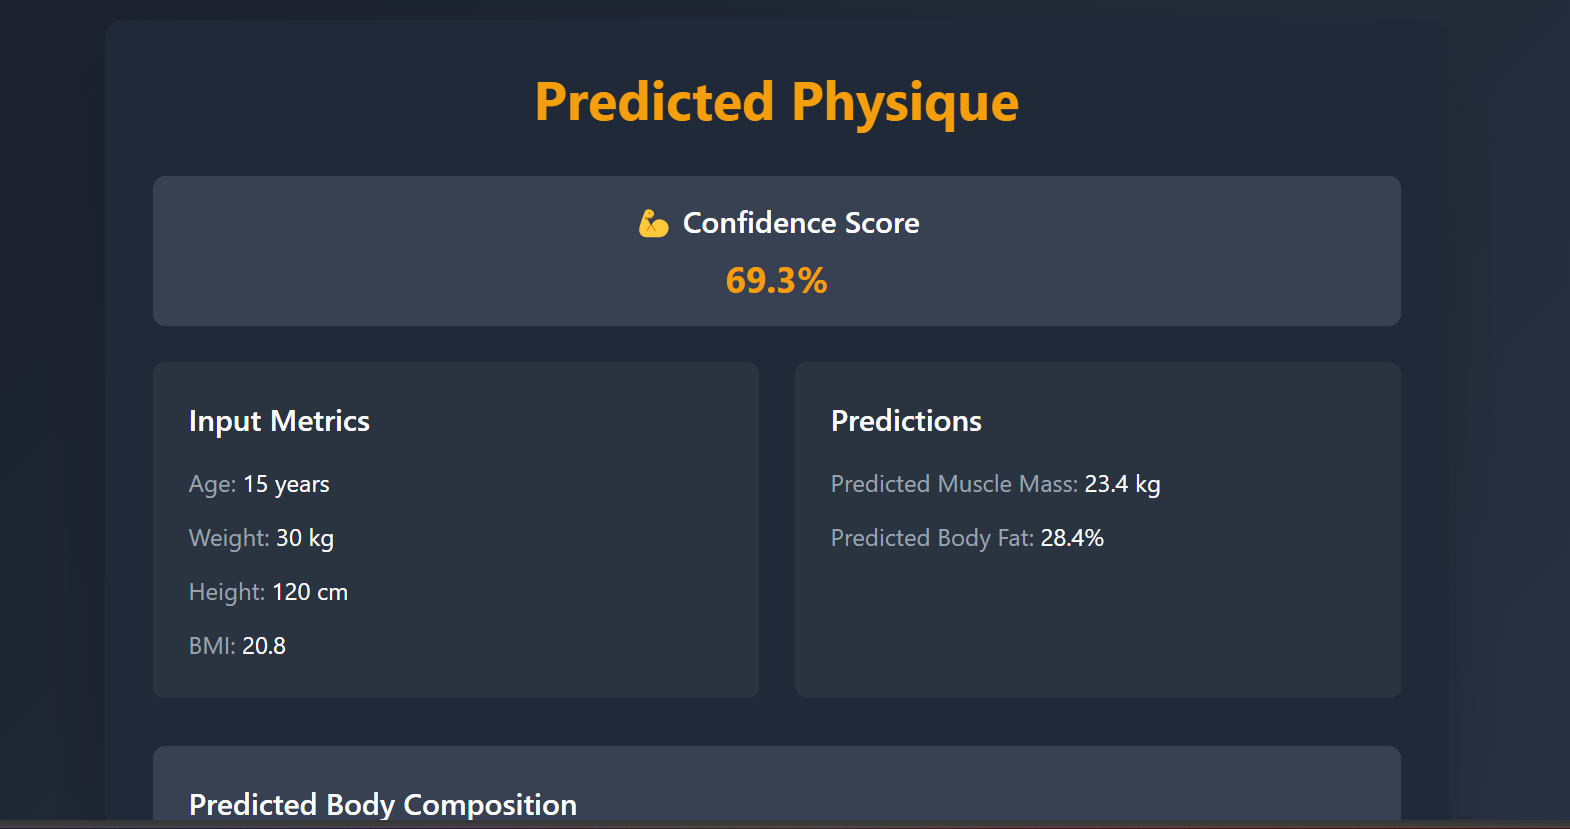 Predicted Physique
💪 Confidence Score
69.3%
Input Metrics
Age: 15 years
Weight: 30 kg
Height: 120 cm
BMI: 20.8
Predictions
Predicted Muscle Mass: 23.4 kg
Predicted Body Fat: 28.4%
Predicted Body Composition